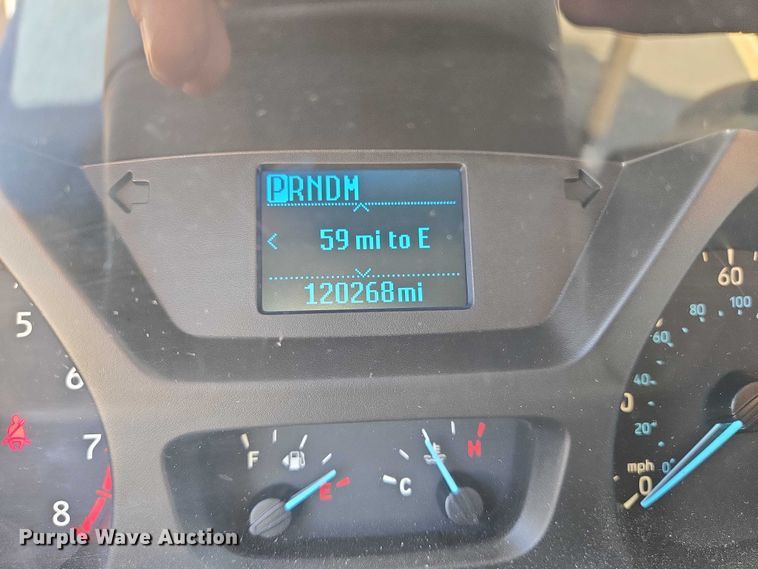 PRNDM
59 mi to E
120268mi
5
6
7
8
F
E
C
H
60
80
100
60
40
20
0
mph
0
Purple Wave Auction®